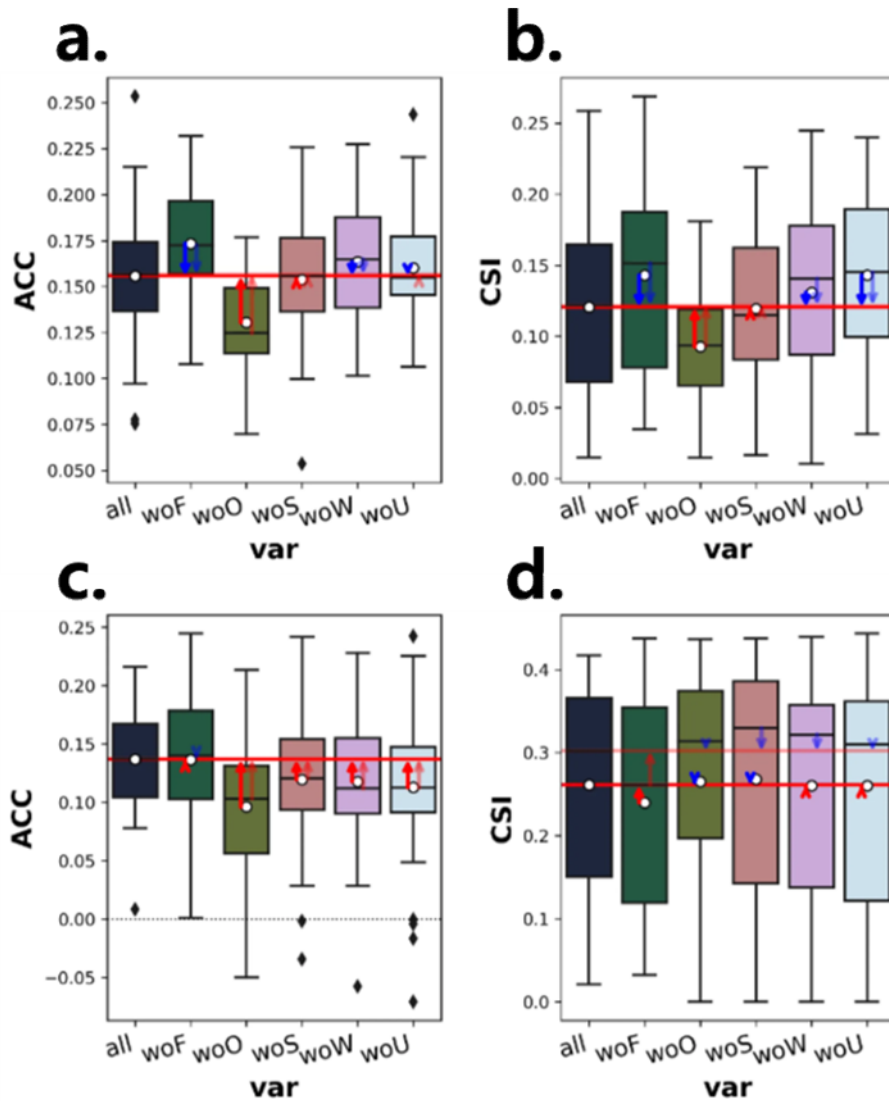 a.
0.250
0.225
0.200
0.175
0.150
0.125
0.100
0.075
0.050
ACC
all woF woO woS woW woU
var
b.
0.25
0.20
0.15
0.10
0.05
0.00
CSI
all woF woO woS woW woU
var
c.
0.25
0.20
0.15
0.10
0.05
0.00
−0.05
ACC
all woF woO woS woW woU
var
d.
0.4
0.3
0.2
0.1
0.0
CSI
all woF woO woS woW woU
var